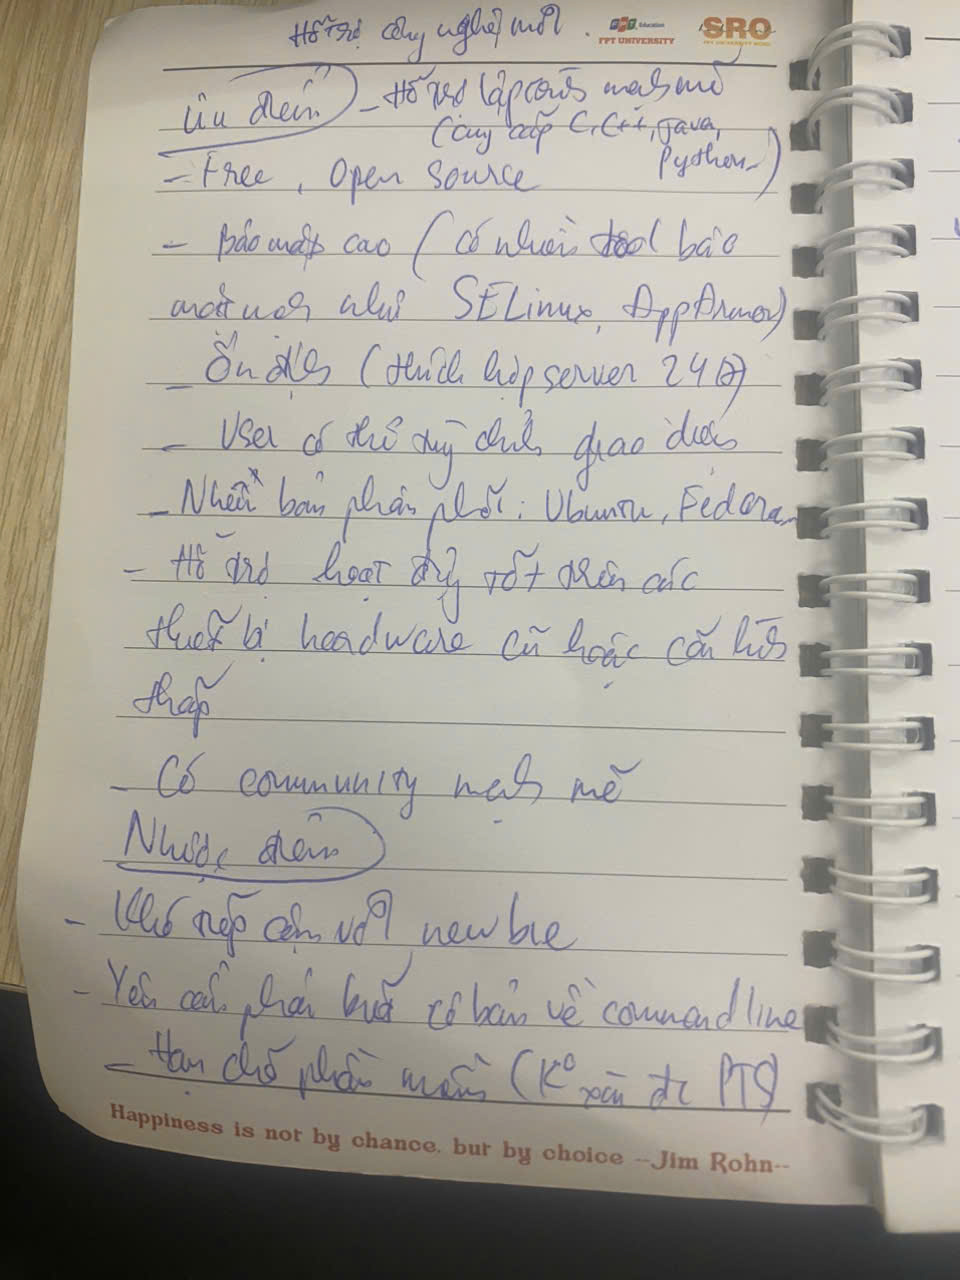 Hỗ trợ công nghệ mới.
FPT Education
FPT UNIVERSITY
SRO
Ưu điểm
- Hỗ trợ lập trình mạnh mẽ
(cung cấp C, C++, Java,
Python..)
- Free, Open Source
- Bảo mật cao (có nhiều tool bảo
mật mạnh như SELinux, AppArmor)
- Ổn định (thích hợp server 24/7)
- User có thể tuỳ chỉnh giao diện
- Nhiều bản phân phối: Ubuntu, Fedora..
- Hỗ trợ hoạt động tốt trên các
thiết bị hardware cũ hoặc cấu hình
thấp
- Có community mạnh mẽ
Nhược điểm
- Khó tiếp cận với newbie
- Yêu cầu phải biết cơ bản về command line
- Hạn chế phần mềm (K° xài đc PTS)
Happiness is not by chance, but by choice --Jim Rohn--